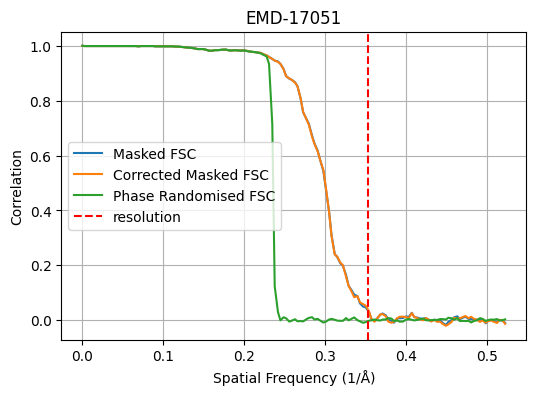 EMD-17051
1.0
0.8
0.6
0.4
0.2
0.0
Correlation
Masked FSC
Corrected Masked FSC
Phase Randomised FSC
resolution
0.0 0.1 0.2 0.3 0.4 0.5
Spatial Frequency (1/Å)